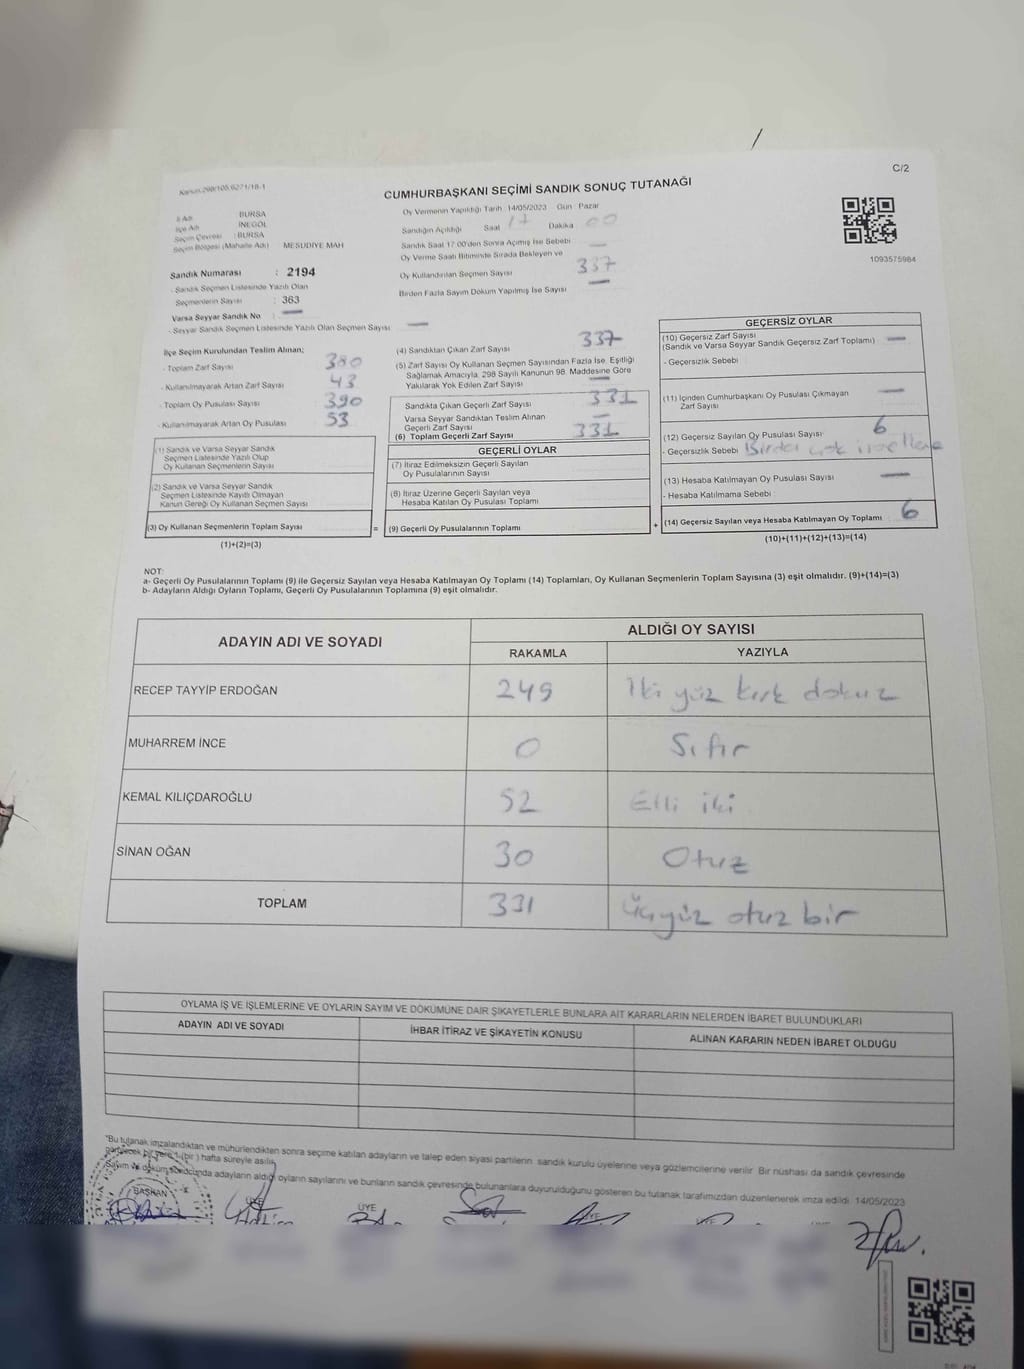 Kanun.298/105.6271/18-1
C/2
CUMHURBAŞKANI SEÇİMİ SANDIK SONUÇ TUTANAĞI
İl Adı : BURSA
İlçe Adı : İNEGÖL
Seçim Çevresi : BURSA
Seçim Bölgesi (Mahalle Adı) MESUDİYE MAH
Sandık Numarası : 2194
- Sandık Seçmen Listesinde Yazılı Olan
Seçmenlerin Sayısı : 363
Varsa Seyyar Sandık No : —
- Seyyar Sandık Seçmen Listesinde Yazılı Olan Seçmen Sayısı —
Oy Vermenin Yapıldığı Tarih 14/05/2023 Gün : Pazar
Sandığın Açıldığı Saat 17 Dakika 00
Sandık Saat 17:00'den Sonra Açımış İse Sebebi —
Oy Verme Saati Bitiminde Sırada Bekleyen ve
Oy Kullandırılan Seçmen Sayısı 337
Birden Fazla Sayım Döküm Yapılmış İse Sayısı —
1093575984
İlçe Seçim Kurulundan Teslim Alınan;
- Toplam Zarf Sayısı 380
- Kullanılmayarak Artan Zarf Sayısı 43
- Toplam Oy Pusulası Sayısı 390
- Kullanılmayarak Artan Oy Pusulası 53
(1) Sandık ve Varsa Seyyar Sandık
Seçmen Listesinde Yazılı Olup
Oy Kullanan Seçmenlerin Sayısı
(2) Sandık ve Varsa Seyyar Sandık
Seçmen Listesinde Kayıtlı Olmayan
Kanun Gereği Oy Kullanan Seçmen Sayısı
(3) Oy Kullanan Seçmenlerin Toplam Sayısı
(1)+(2)=(3)
(4) Sandıktan Çıkan Zarf Sayısı 337
(5) Zarf Sayısı Oy Kullanan Seçmen Sayısından Fazla İse, Eşitliği
Sağlamak Amacıyla, 298 Sayılı Kanunun 98. Maddesine Göre
Yakılarak Yok Edilen Zarf Sayısı —
Sandıkta Çıkan Geçerli Zarf Sayısı 331
Varsa Seyyar Sandıktan Teslim Alınan
Geçerli Zarf Sayısı —
(6) Toplam Geçerli Zarf Sayısı 331
GEÇERLİ OYLAR
(7) İtiraz Edilmeksizin Geçerli Sayılan
Oy Pusulalarının Sayısı
(8) İtiraz Üzerine Geçerli Sayılan veya
Hesaba Katılan Oy Pusulası Toplamı
= (9) Geçerli Oy Pusulalarının Toplamı
GEÇERSİZ OYLAR
(10) Geçersiz Zarf Sayısı —
(Sandık ve Varsa Seyyar Sandık Geçersiz Zarf Toplamı)
- Geçersizlik Sebebi :
(11) İçinden Cumhurbaşkanı Oy Pusulası Çıkmayan —
Zarf Sayısı
(12) Geçersiz Sayılan Oy Pusulası Sayısı 6
- Geçersizlik Sebebi Birden çok
(13) Hesaba Katılmayan Oy Pusulası Sayısı —
- Hesaba Katılmama Sebebi :
+ (14) Geçersiz Sayılan veya Hesaba Katılmayan Oy Toplamı 6
(10)+(11)+(12)+(13)=(14)
NOT:
a- Geçerli Oy Pusulalarının Toplamı (9) ile Geçersiz Sayılan veya Hesaba Katılmayan Oy Toplamı (14) Toplamları, Oy Kullanan Seçmenlerin Toplam Sayısına (3) eşit olmalıdır. (9)+(14)=(3)
b- Adayların Aldığı Oyların Toplamı, Geçerli Oy Pusulalarının Toplamına (9) eşit olmalıdır.
ADAYIN ADI VE SOYADI
ALDIĞI OY SAYISI
RAKAMLA YAZIYLA
RECEP TAYYİP ERDOĞAN 249 İki yüz kırk dokuz
MUHARREM İNCE 0 Sıfır
KEMAL KILIÇDAROĞLU 52 Elli iki
SİNAN OĞAN 30 Otuz
TOPLAM 331 Üçyüz otuz bir
OYLAMA İŞ VE İŞLEMLERİNE VE OYLARIN SAYIM VE DÖKÜMÜNE DAİR ŞİKAYETLERLE BUNLARA AİT KARARLARIN NELERDEN İBARET BULUNDUKLARI
ADAYIN ADI VE SOYADI İHBAR İTİRAZ VE ŞİKAYETİN KONUSU ALINAN KARARIN NEDEN İBARET OLDUĞU
"Bu tutanak imzalandıktan ve mühürlendikten sonra seçime katılan adayların ve talep eden siyasi partilerin sandık kurulu üyelerine veya gözlemcilerine verilir. Bir nüshası da sandık çevresinde
bir yere 1 (bir) hafta süreyle asılır.
Sayım ve döküm sonucunda adayların aldığı oyların sayılarını ve bunların sandık çevresinde bulunanlara duyurulduğunu gösteren bu tutanak tarafımızdan düzenlenerek imza edildi. 14/05/2023
BAŞKAN ÜYE ÜYE ÜYE ÜYE ÜYE